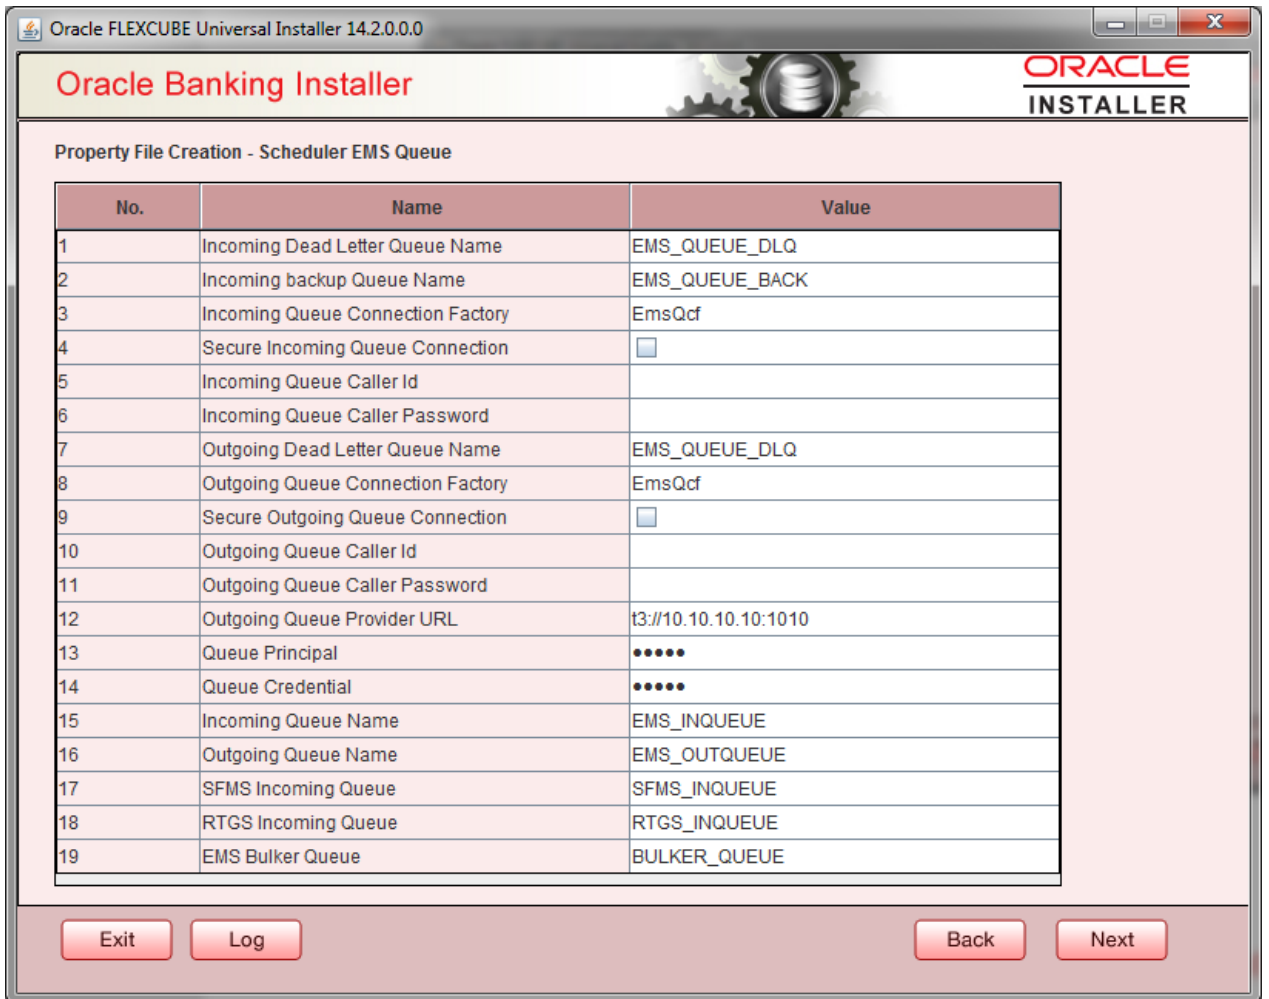 Oracle FLEXCUBE Universal Installer 14.2.0.0.0
Oracle Banking Installer
ORACLE
INSTALLER
Property File Creation - Scheduler EMS Queue
No. Name Value
1 Incoming Dead Letter Queue Name EMS_QUEUE_DLQ
2 Incoming backup Queue Name EMS_QUEUE_BACK
3 Incoming Queue Connection Factory EmsQcf
4 Secure Incoming Queue Connection
5 Incoming Queue Caller Id
6 Incoming Queue Caller Password
7 Outgoing Dead Letter Queue Name EMS_QUEUE_DLQ
8 Outgoing Queue Connection Factory EmsQcf
9 Secure Outgoing Queue Connection
10 Outgoing Queue Caller Id
11 Outgoing Queue Caller Password
12 Outgoing Queue Provider URL t3://10.10.10.10:1010
13 Queue Principal •••••
14 Queue Credential •••••
15 Incoming Queue Name EMS_INQUEUE
16 Outgoing Queue Name EMS_OUTQUEUE
17 SFMS Incoming Queue SFMS_INQUEUE
18 RTGS Incoming Queue RTGS_INQUEUE
19 EMS Bulker Queue BULKER_QUEUE
Exit Log Back Next